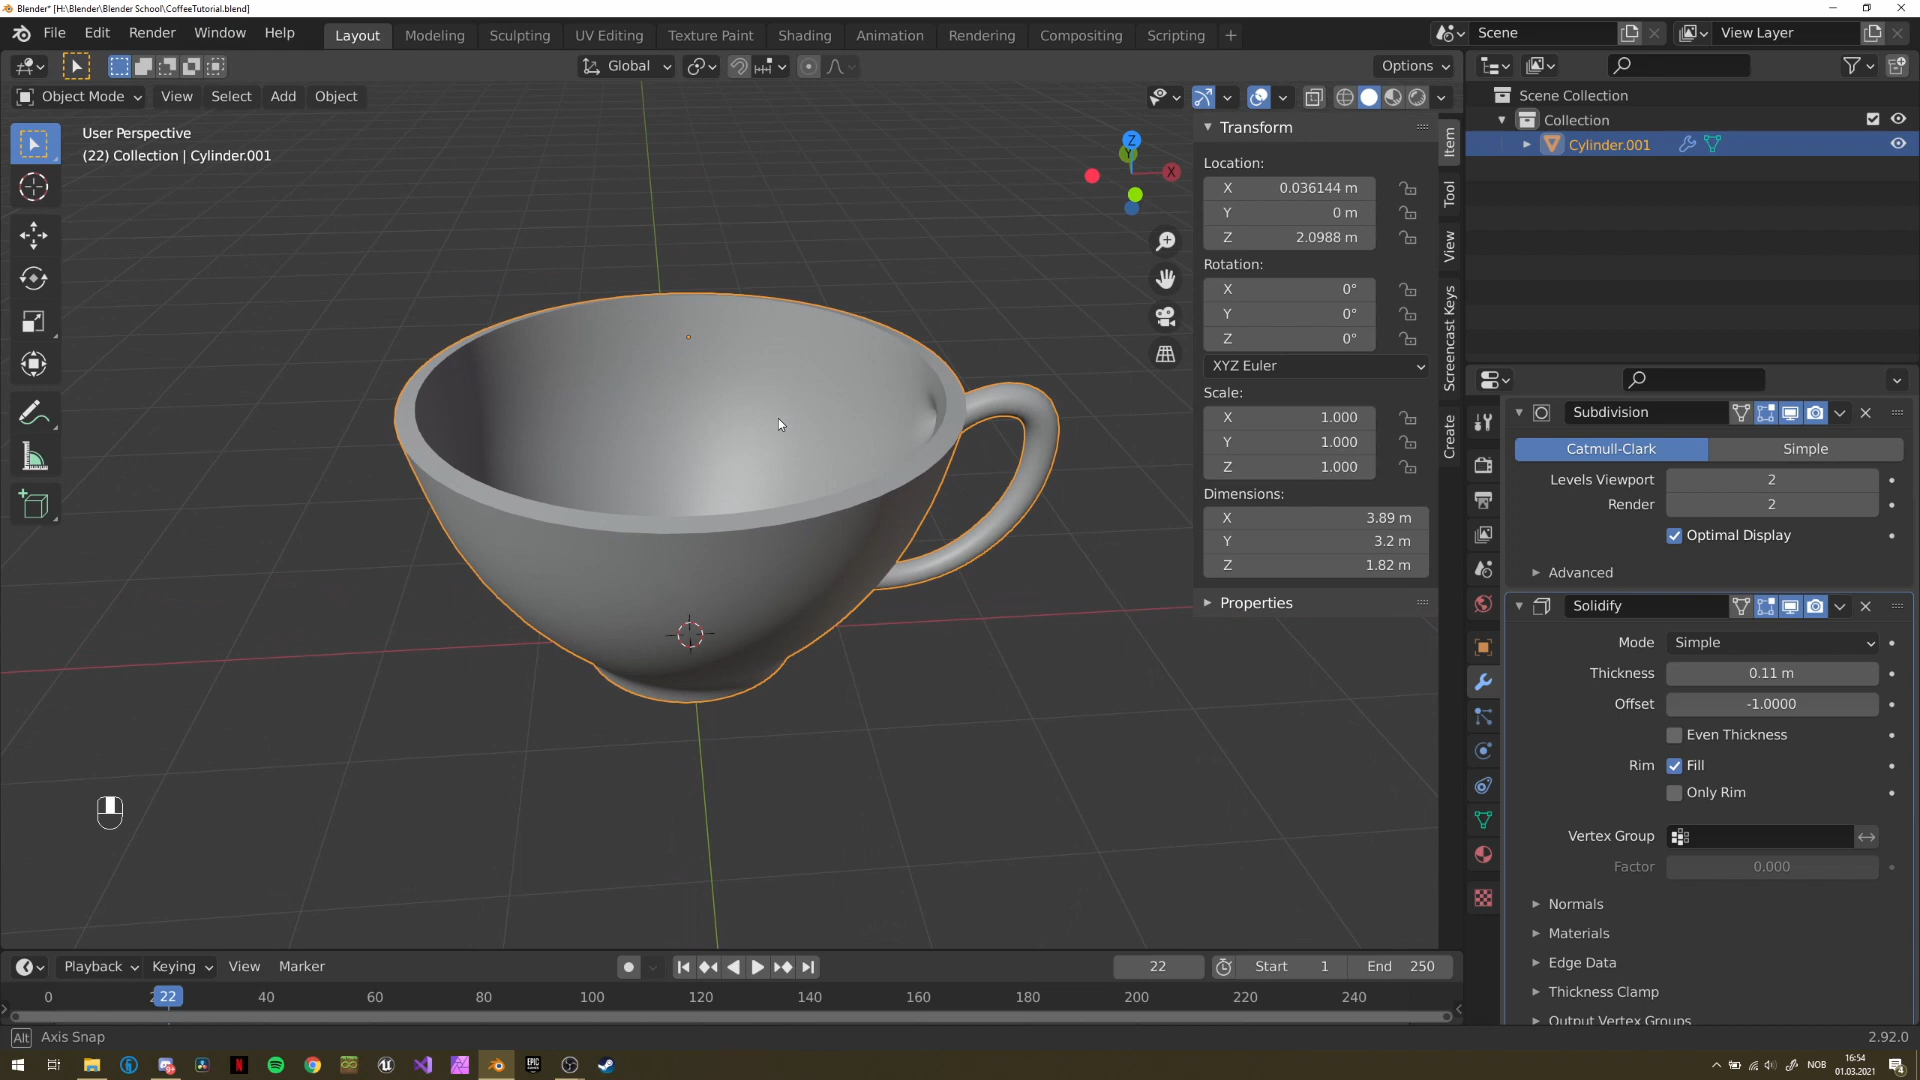 Blender* [H:\Blender\Blender School\CoffeeTutorial.blend]
File Edit Render Window Help Layout Modeling Sculpting UV Editing Texture Paint Shading Animation Rendering Compositing Scripting + Scene View Layer
Global Options
Object Mode View Select Add Object
User Perspective
(22) Collection | Cylinder.001
Z
Y
X
Transform
Location:
X 0.036144 m
Y 0 m
Z 2.0988 m
Rotation:
X 0°
Y 0°
Z 0°
XYZ Euler
Scale:
X 1.000
Y 1.000
Z 1.000
Dimensions:
X 3.89 m
Y 3.2 m
Z 1.82 m
Properties
Item
Tool
View
Screencast Keys
Create
Scene Collection
Collection
Cylinder.001
Subdivision
Catmull-Clark Simple
Levels Viewport 2
Render 2
Optimal Display
Advanced
Solidify
Mode Simple
Thickness 0.11 m
Offset -1.0000
Even Thickness
Rim Fill
Only Rim
Vertex Group
Factor 0.000
Normals
Materials
Edge Data
Thickness Clamp
Output Vertex Groups
Playback Keying View Marker 22 Start 1 End 250
0 22 40 60 80 100 120 140 160 180 200 220 240
Alt Axis Snap 2.92.0
NOB
16:54
01.03.2021